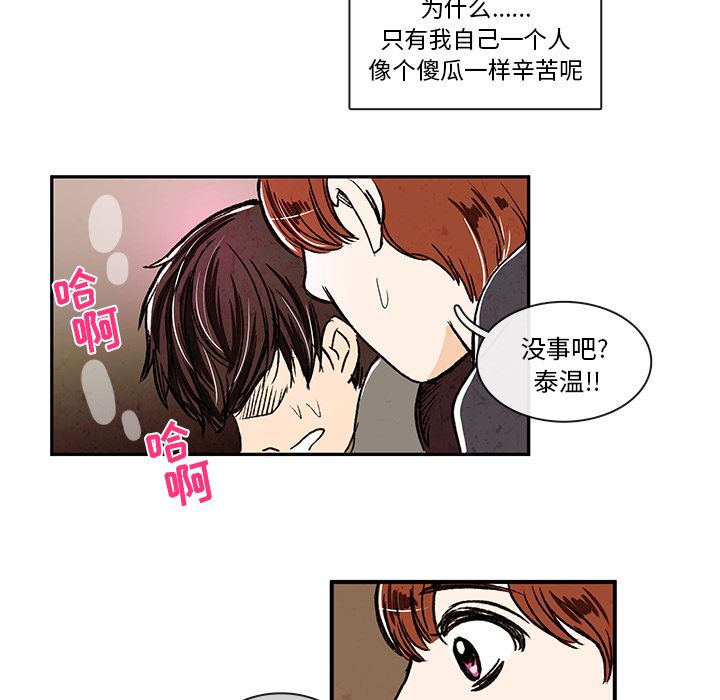 为什么......
只有我自己一个人
像个傻瓜一样辛苦呢
哈
啊
没事吧?
泰温!!
哈
啊